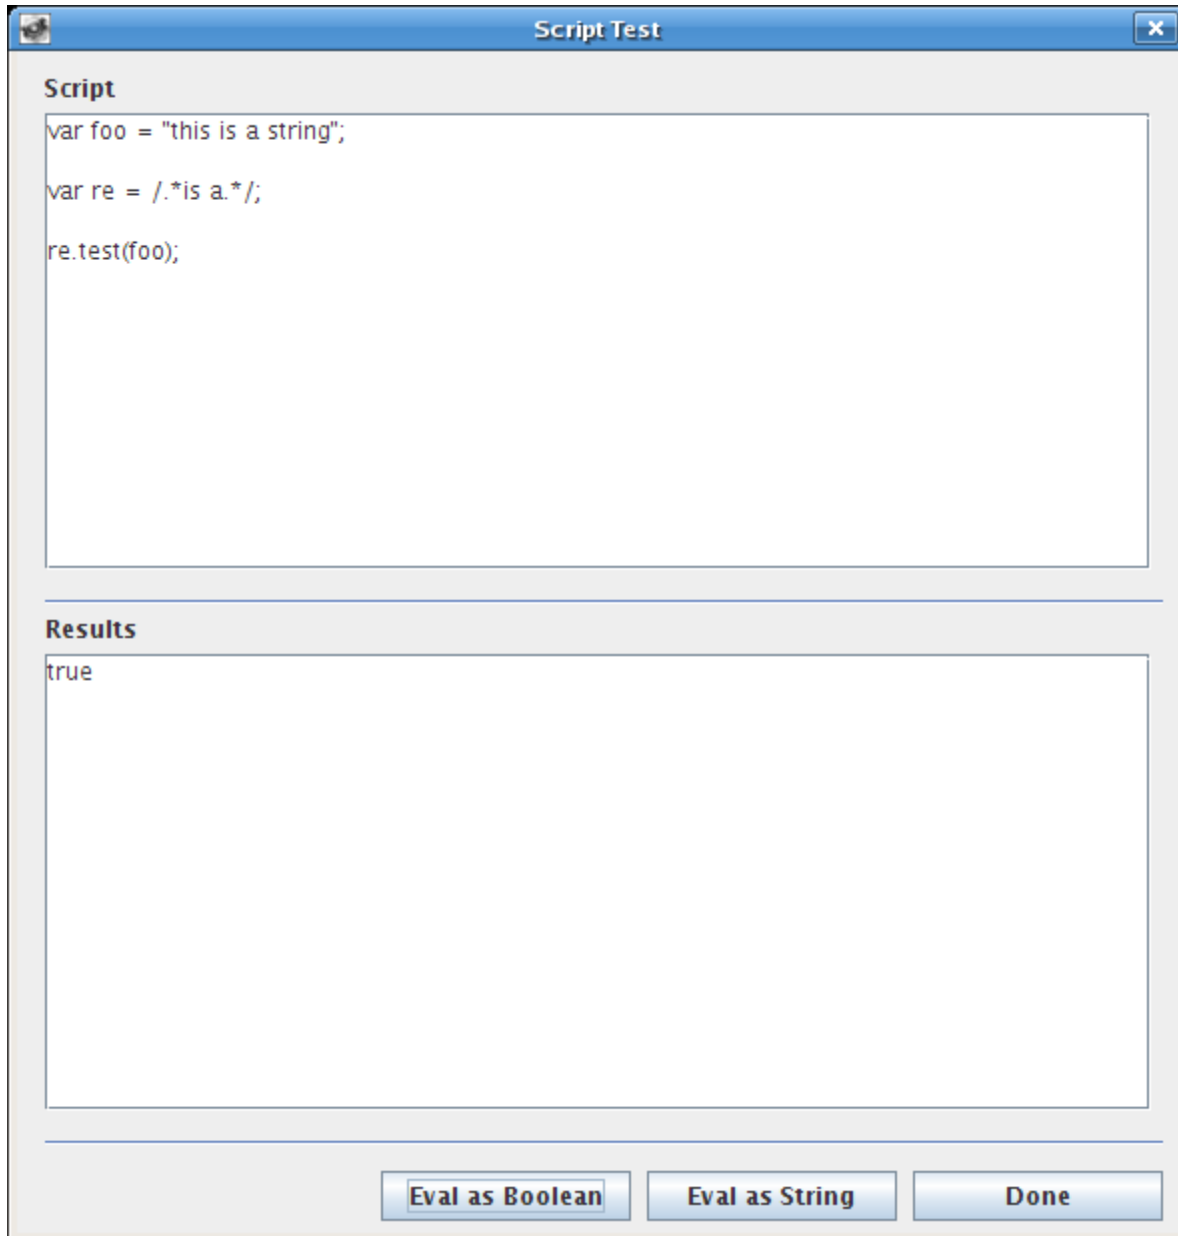 Script Test
Script
var foo = "this is a string";
var re = /.*is a.*/;
re.test(foo);
Results
true
Eval as Boolean
Eval as String
Done